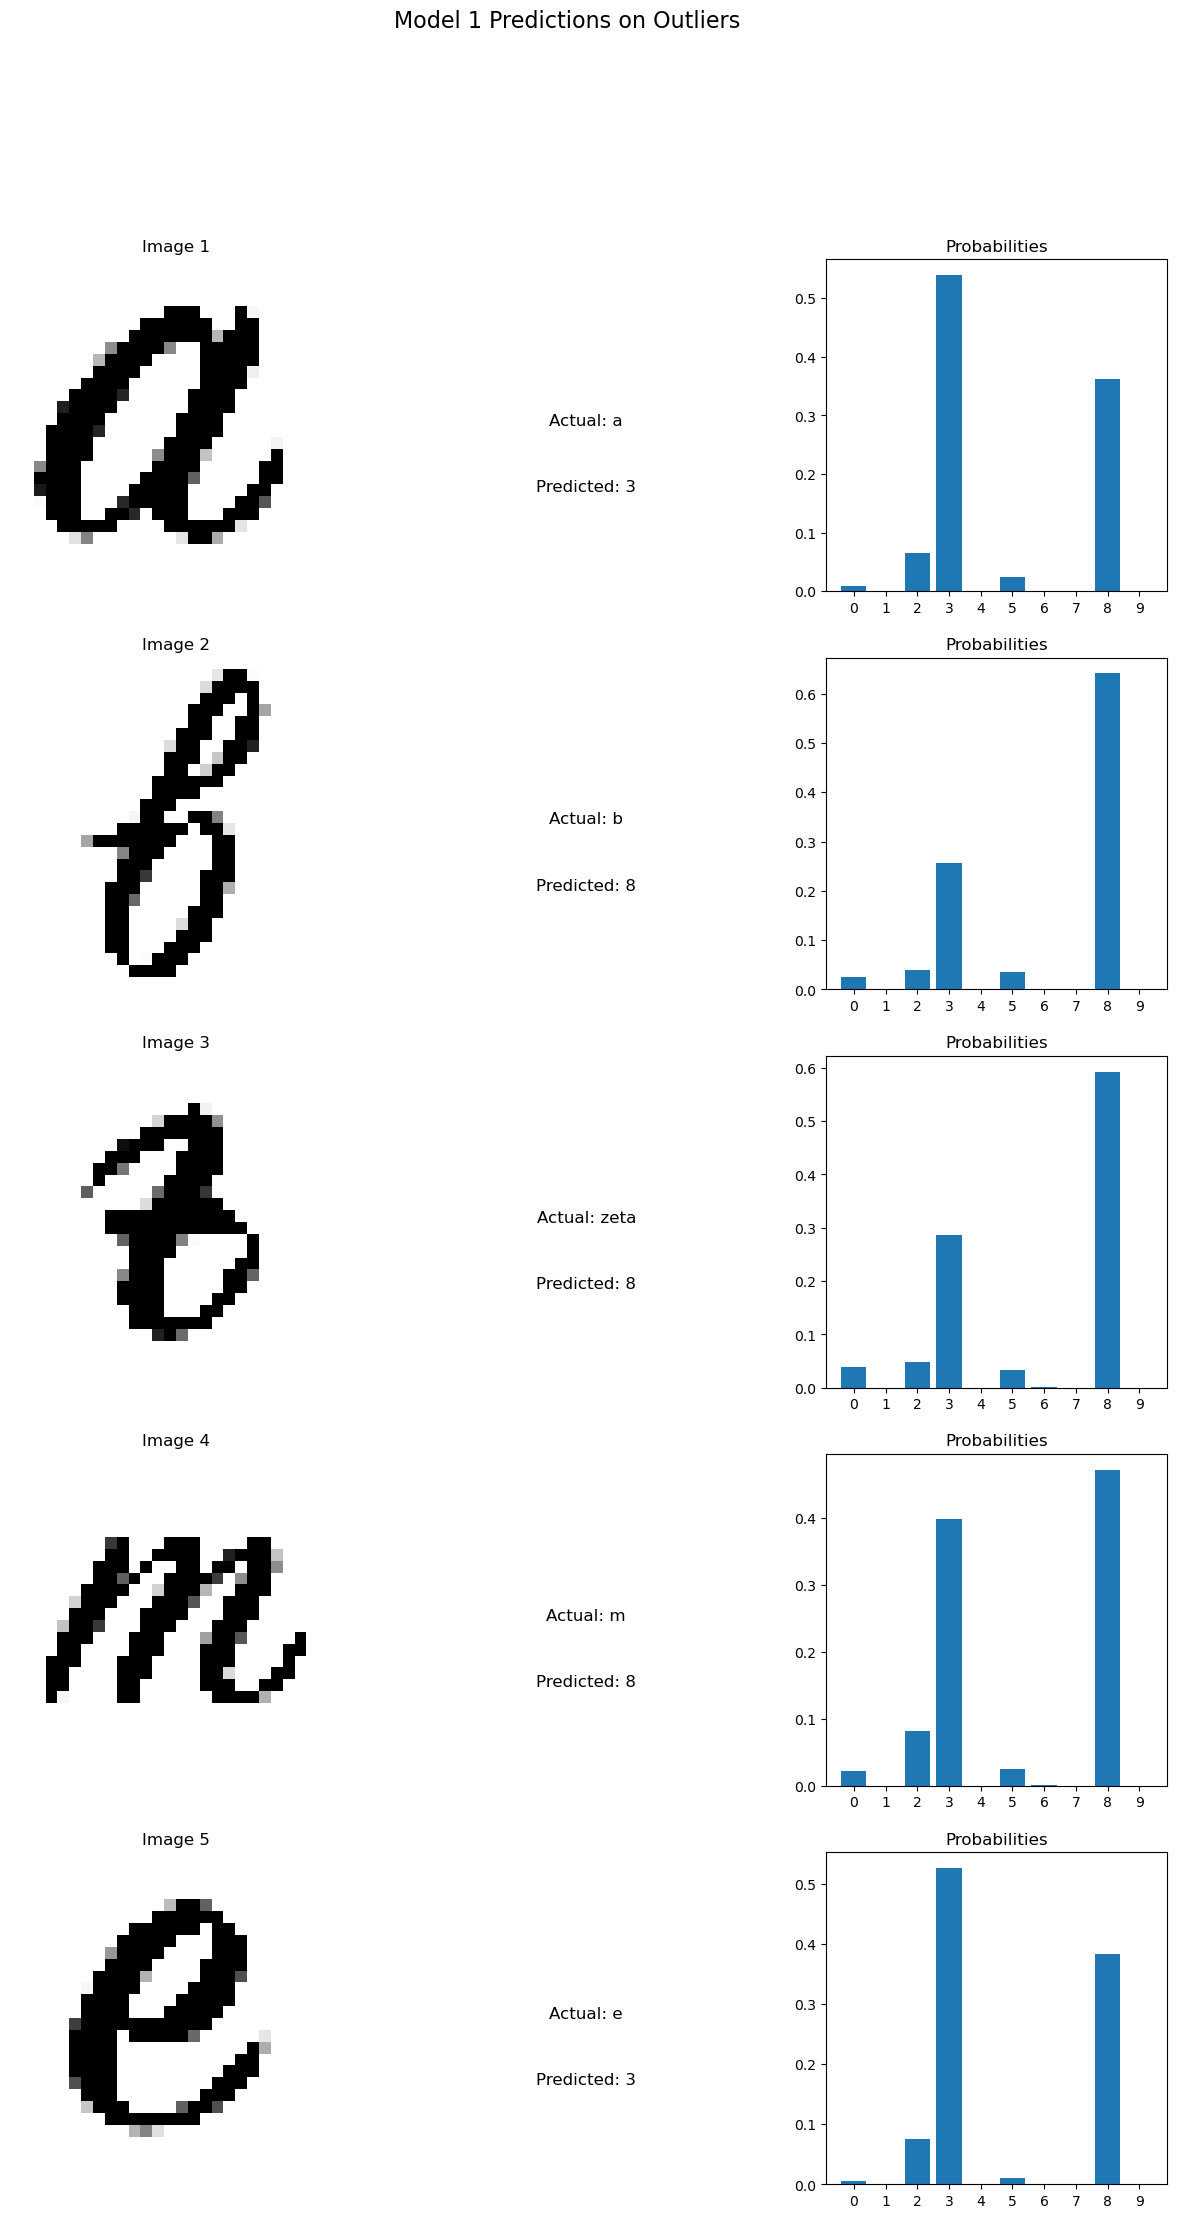 Model 1 Predictions on Outliers
Image 1
a
Actual: a
Predicted: 3
Probabilities
0.5
0.4
0.3
0.2
0.1
0.0
0 1 2 3 4 5 6 7 8 9
Image 2
b
Actual: b
Predicted: 8
Probabilities
0.6
0.5
0.4
0.3
0.2
0.1
0.0
0 1 2 3 4 5 6 7 8 9
Image 3
Actual: zeta
Predicted: 8
Probabilities
0.6
0.5
0.4
0.3
0.2
0.1
0.0
0 1 2 3 4 5 6 7 8 9
Image 4
m
Actual: m
Predicted: 8
Probabilities
0.4
0.3
0.2
0.1
0.0
0 1 2 3 4 5 6 7 8 9
Image 5
e
Actual: e
Predicted: 3
Probabilities
0.5
0.4
0.3
0.2
0.1
0.0
0 1 2 3 4 5 6 7 8 9